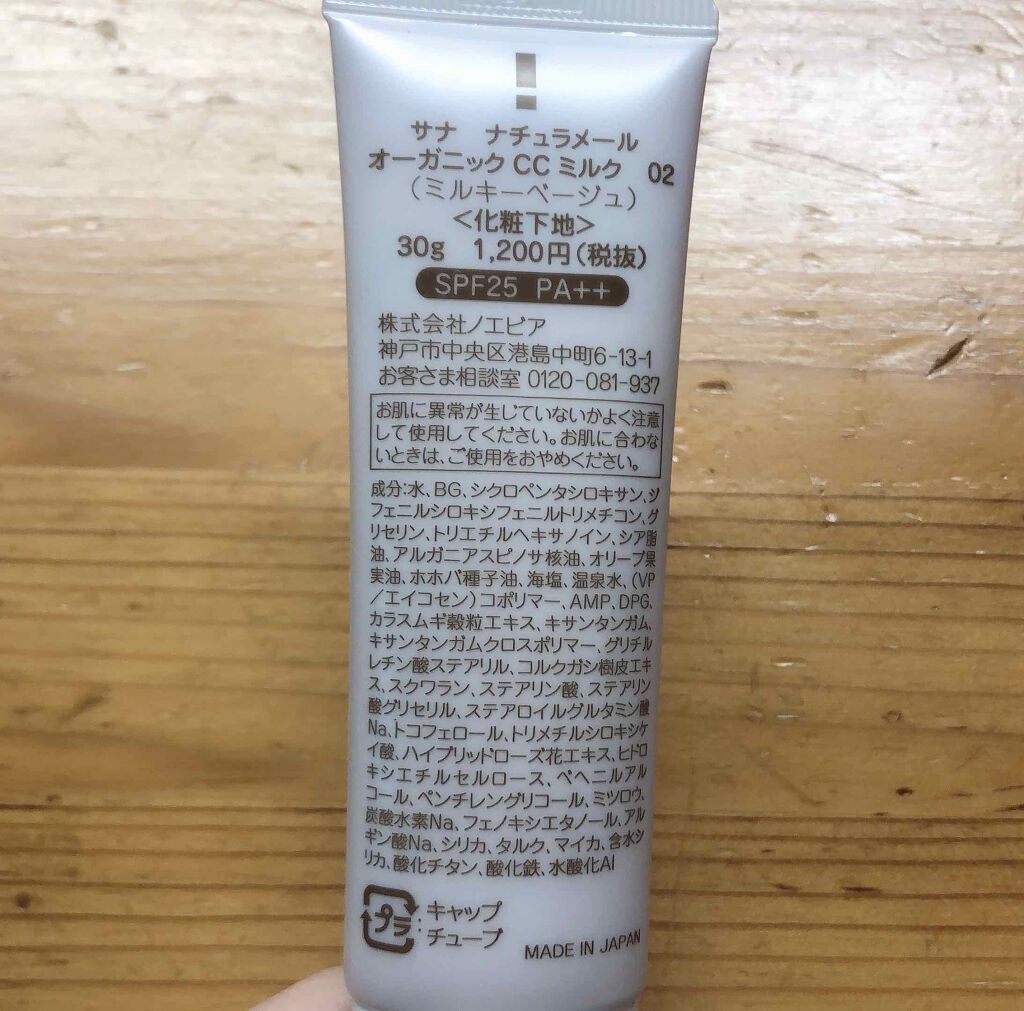 サナ ナチュラメール
オーガニック CC ミルク 02
(ミルキーベージュ)
<化粧下地>
30g 1,200円(税抜)
SPF25 PA++
株式会社ノエビア
神戸市中央区港島中町6-13-1
お客さま相談室 0120-081-937
お肌に異常が生じていないかよく注意
して使用してください。お肌に合わな
いときは、ご使用をおやめください。
成分:水、BG、シクロペンタシロキサン、ジ
フェニルシロキシフェニルトリメチコン、グ
リセリン、トリエチルヘキサノイン、シア脂
油、アルガニアスピノサ核油、オリーブ果
実油、ホホバ種子油、海塩、温泉水、(VP
/エイコセン)コポリマー、AMP、DPG、
カラスムギ穀粒エキス、キサンタンガム、
キサンタンガムクロスポリマー、グリチル
レチン酸ステアリル、コルクガシ樹皮エキ
ス、スクワラン、ステアリン酸、ステアリン
酸グリセリル、ステアロイルグルタミン酸
Na、トコフェロール、トリメチルシロキシケ
イ酸、ハイブリッドローズ花エキス、ヒドロ
キシエチルセルロース、ベヘニルアル
コール、ペンチレングリコール、ミツロウ、
炭酸水素Na、フェノキシエタノール、アル
ギン酸Na、シリカ、タルク、マイカ、含水シ
リカ、酸化チタン、酸化鉄、水酸化Al
プラ : キャップ
: チューブ
MADE IN JAPAN